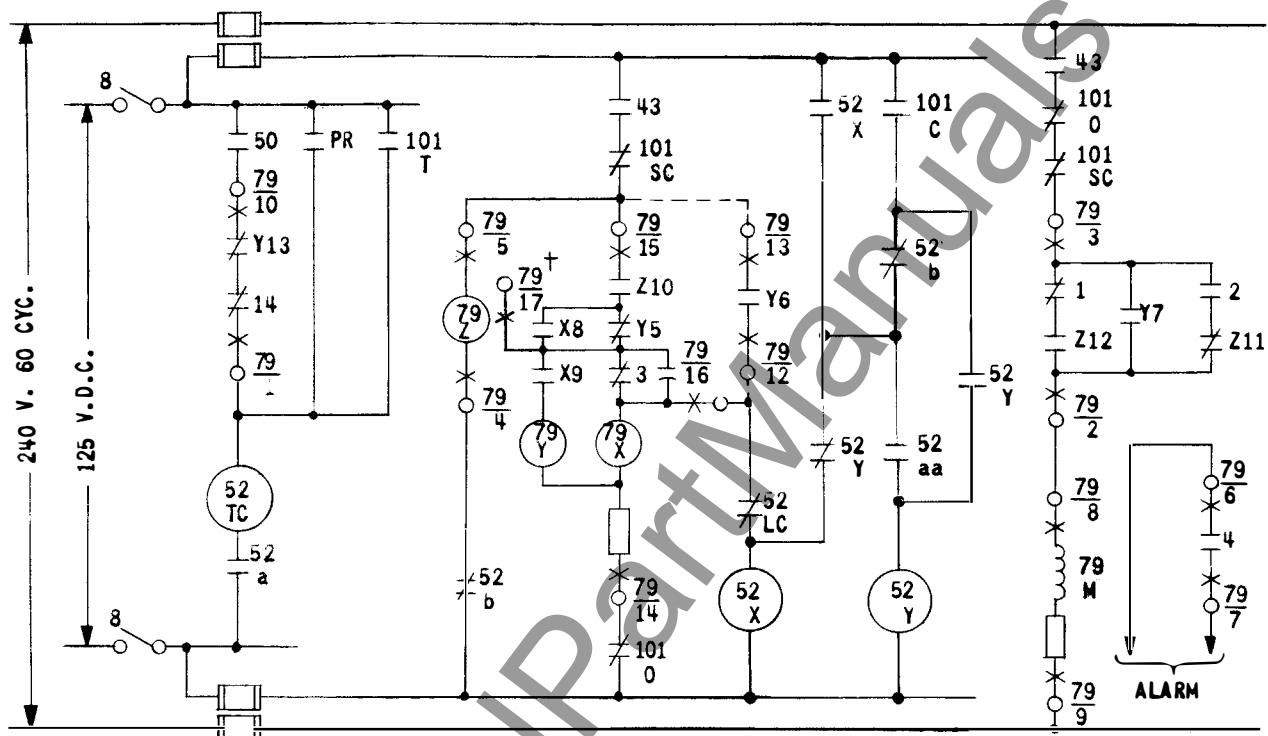 240 V. 60 CYC.
125 V.D.C.
8
50
79
10
Y13
14
79
PR
101
T
52
TC
52
a
8
43
101
SC
79
5
79
Z
79
4
52
b
79
17
†
79
15
Z10
X8
Y5
X9
3
79
16
79
Y
79
X
79
14
101
O
79
13
Y6
79
12
52
LC
52
X
52
X
52
Y
101
C
52
b
52
aa
52
Y
52
Y
43
101
O
101
SC
79
3
1
Z12
Y7
2
Z11
79
2
79
8
79
M
79
9
79
6
4
79
7
ALARM
JPartManuals